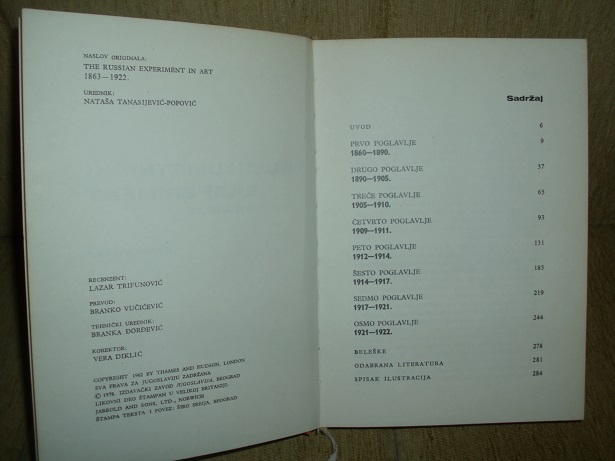 NASLOV ORIGINALA:
THE RUSSIAN EXPERIMENT IN ART
1863—1922.
UREDNIK:
NATAŠA TANASIJEVIĆ-POPOVIĆ
RECENZENT:
LAZAR TRIFUNOVIĆ
PREVOD:
BRANKO VUČIĆEVIĆ
TEHNIČKI UREDNIK:
BRANKA ĐORĐEVIĆ
KOREKTOR:
VERA DIKLIĆ
COPYRIGHT 1962 BY THAMES AND HUDSON, LONDON
SVA PRAVA ZA JUGOSLAVIJU ZADRŽANA
© 1978. IZDAVAČKI ZAVOD JUGOSLAVIJA, BEOGRAD
LIKOVNI DEO ŠTAMPAN U VELIKOJ BRITANIJI
JARROLD AND SONS, LTD., NORWICH
ŠTAMPA TEKSTA I POVEZ: SRBIJA, BEOGRAD
Sadržaj
UVOD 6
PRVO POGLAVLJE 9
1860—1890.
DRUGO POGLAVLJE 37
1890—1905.
TREĆE POGLAVLJE 65
1905—1910.
ČETVRTO POGLAVLJE 93
1909—1911.
PETO POGLAVLJE 131
1912—1914.
ŠESTO POGLAVLJE 185
1914—1917.
SEDMO POGLAVLJE 219
1917—1921.
OSMO POGLAVLJE 244
1921—1922.
BELEŠKE 278
ODABRANA LITERATURA 281
SPISAK ILUSTRACIJA 284